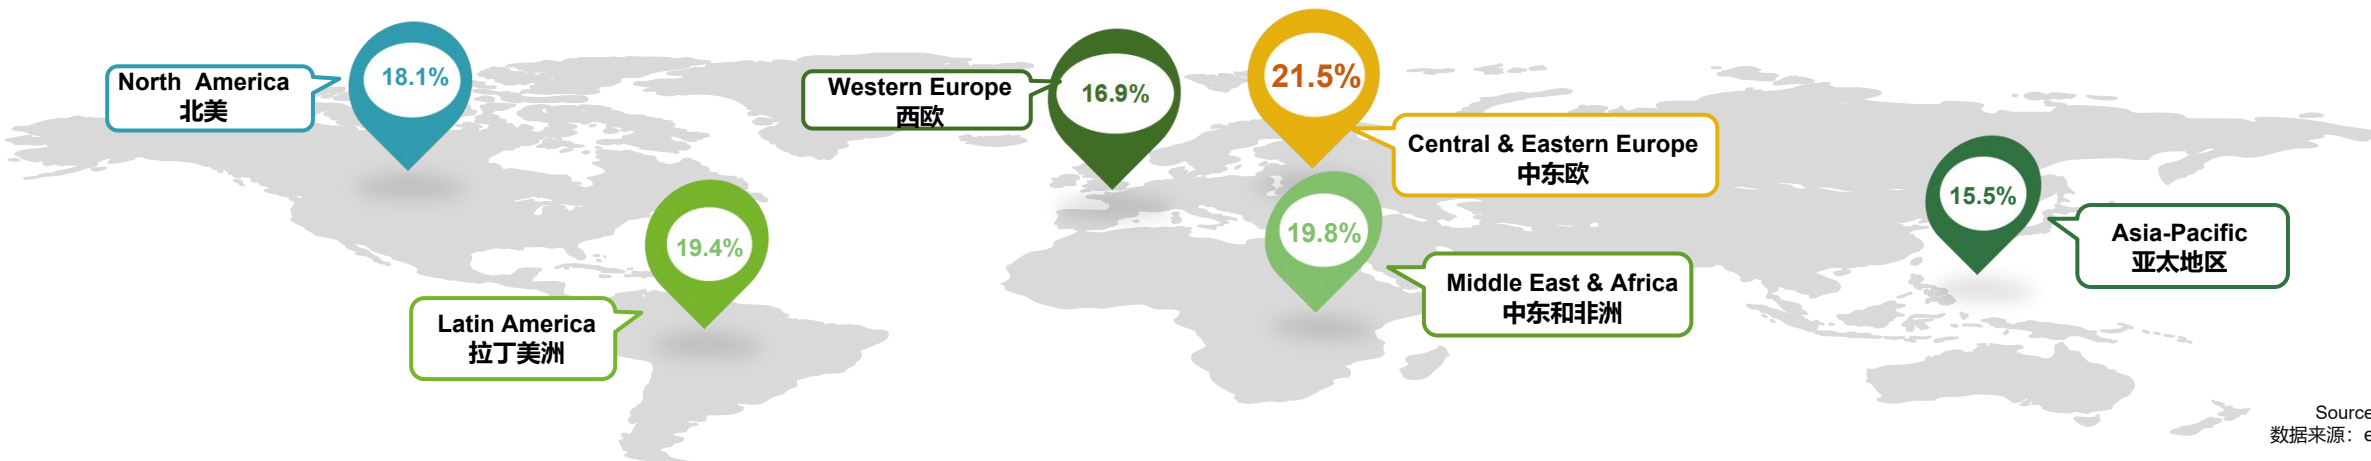 North America
北美
18.1%
Western Europe
西欧
16.9%
21.5%
Central & Eastern Europe
中东欧
Latin America
拉丁美洲
19.4%
19.8%
Middle East & Africa
中东和非洲
15.5%
Asia-Pacific
亚太地区
Source
数据来源：e